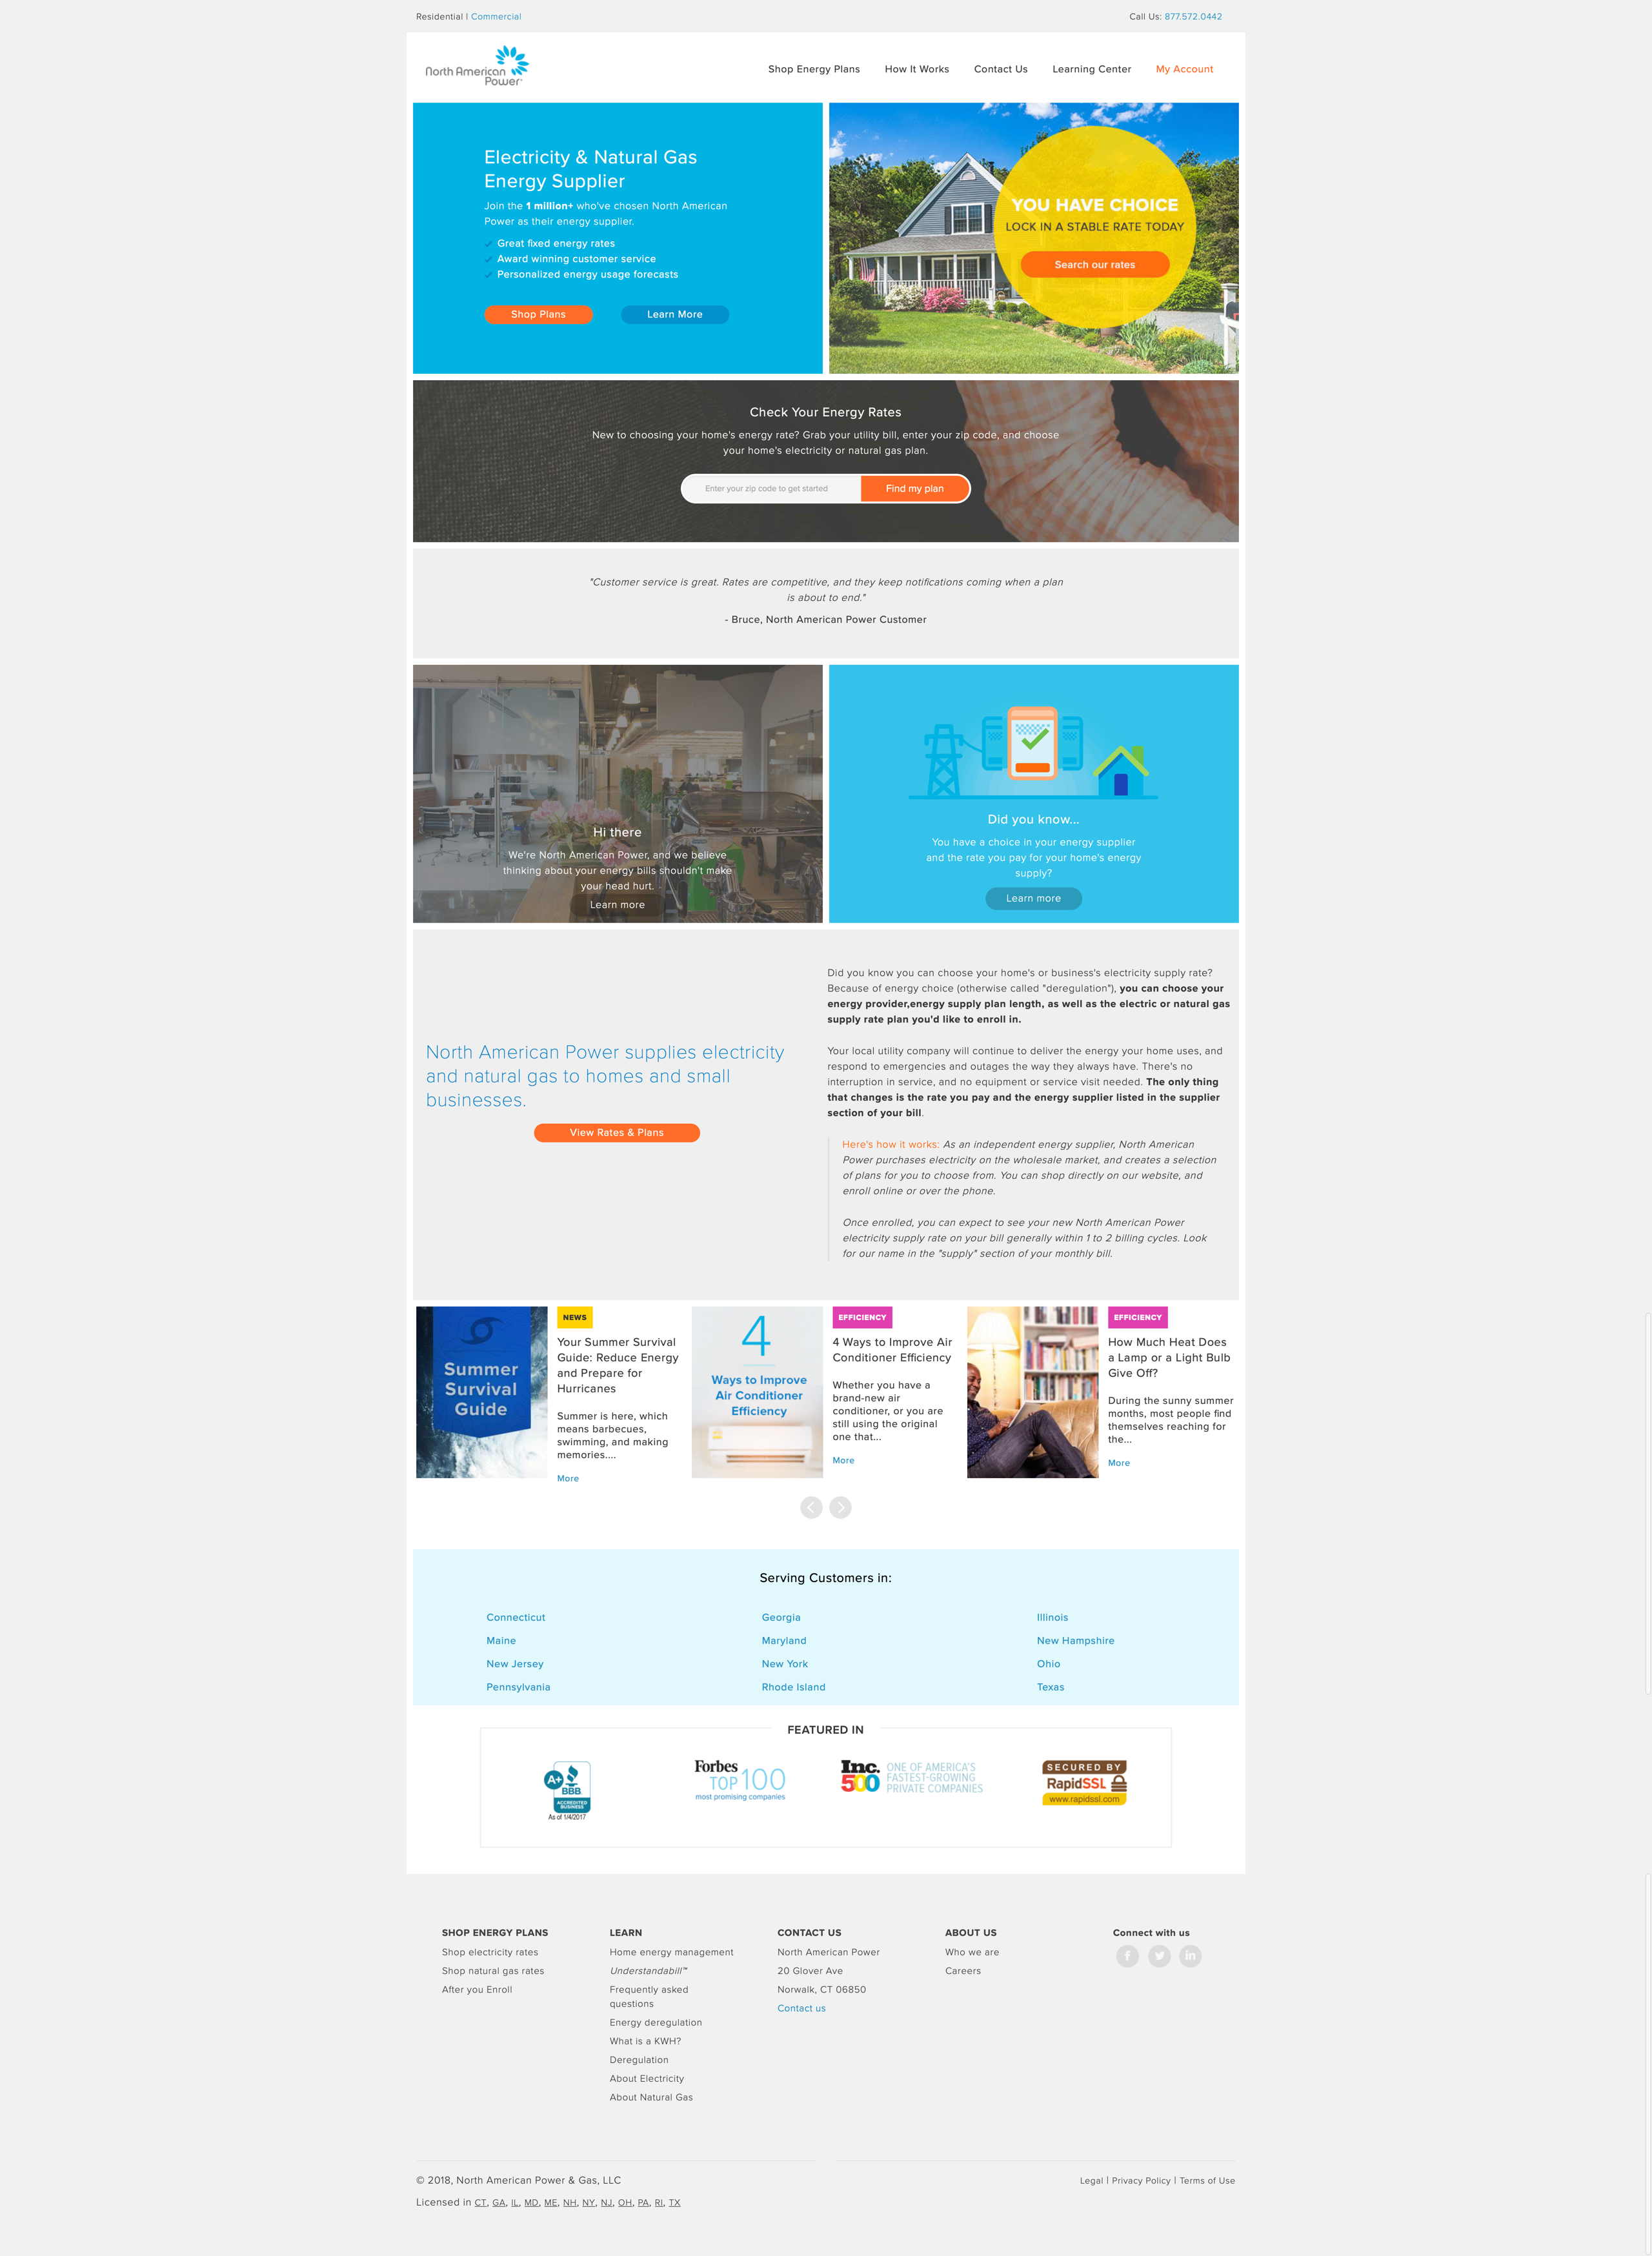 Residential | Commercial
Call Us: 877.572.0442
North American
Power
Shop Energy Plans
How It Works
Contact Us
Learning Center
My Account
Electricity & Natural Gas
Energy Supplier
Join the 1 million+ who've chosen North American
Power as their energy supplier.
Great fixed energy rates
Award winning customer service
Personalized energy usage forecasts
Shop Plans
Learn More
YOU HAVE CHOICE
LOCK IN A STABLE RATE TODAY
Search our rates
Check Your Energy Rates
New to choosing your home's energy rate? Grab your utility bill, enter your zip code, and choose
your home's electricity or natural gas plan.
Enter your zip code to get started
Find my plan
"Customer service is great. Rates are competitive, and they keep notifications coming when a plan
is about to end."
- Bruce, North American Power Customer
Hi there
We're North American Power, and we believe
thinking about your energy bills shouldn't make
your head hurt.
Learn more
Did you know...
You have a choice in your energy supplier
and the rate you pay for your home's energy
supply?
Learn more
North American Power supplies electricity
and natural gas to homes and small
businesses.
View Rates & Plans
Did you know you can choose your home's or business's electricity supply rate?
Because of energy choice (otherwise called "deregulation"), you can choose your
energy provider,energy supply plan length, as well as the electric or natural gas
supply rate plan you'd like to enroll in.
Your local utility company will continue to deliver the energy your home uses, and
respond to emergencies and outages the way they always have. There's no
interruption in service, and no equipment or service visit needed. The only thing
that changes is the rate you pay and the energy supplier listed in the supplier
section of your bill.
Here's how it works: As an independent energy supplier, North American
Power purchases electricity on the wholesale market, and creates a selection
of plans for you to choose from. You can shop directly on our website, and
enroll online or over the phone.
Once enrolled, you can expect to see your new North American Power
electricity supply rate on your bill generally within 1 to 2 billing cycles. Look
for our name in the "supply" section of your monthly bill.
Summer
Survival
Guide
NEWS
Your Summer Survival
Guide: Reduce Energy
and Prepare for
Hurricanes
Summer is here, which
means barbecues,
swimming, and making
memories....
More
4
Ways to Improve
Air Conditioner
Efficiency
EFFICIENCY
4 Ways to Improve Air
Conditioner Efficiency
Whether you have a
brand-new air
conditioner, or you are
still using the original
one that...
More
EFFICIENCY
How Much Heat Does
a Lamp or a Light Bulb
Give Off?
During the sunny summer
months, most people find
themselves reaching for
the...
More
Serving Customers in:
Connecticut
Georgia
Illinois
Maine
Maryland
New Hampshire
New Jersey
New York
Ohio
Pennsylvania
Rhode Island
Texas
FEATURED IN
A+
BBB
ACCREDITED
BUSINESS
As of 1/4/2017
Forbes
TOP 100
most promising companies
Inc.
500
ONE OF AMERICA'S
FASTEST-GROWING
PRIVATE COMPANIES
SECURED BY
RapidSSL
www.rapidssl.com
SHOP ENERGY PLANS
Shop electricity rates
Shop natural gas rates
After you Enroll
LEARN
Home energy management
Understandabill™
Frequently asked
questions
Energy deregulation
What is a KWH?
Deregulation
About Electricity
About Natural Gas
CONTACT US
North American Power
20 Glover Ave
Norwalk, CT 06850
Contact us
ABOUT US
Who we are
Careers
Connect with us
© 2018, North American Power & Gas, LLC
Legal | Privacy Policy | Terms of Use
Licensed in CT, GA, IL, MD, ME, NH, NY, NJ, OH, PA, RI, TX